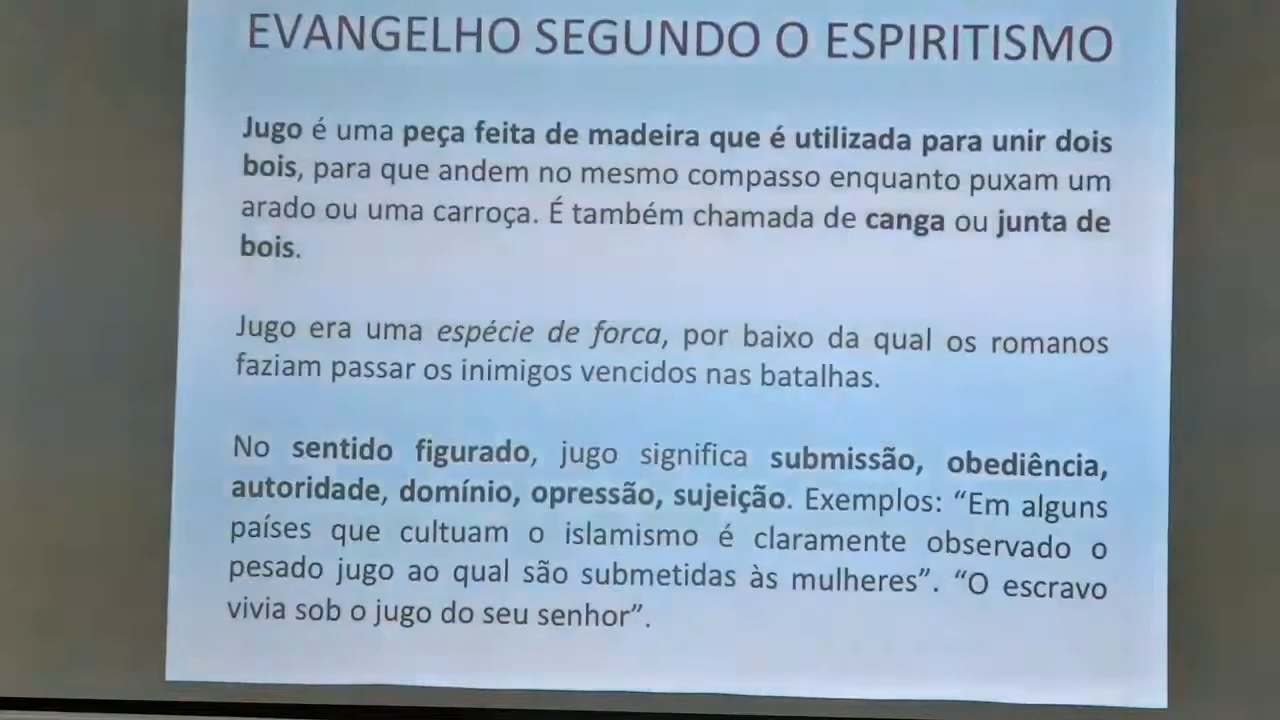 EVANGELHO SEGUNDO O ESPIRITISMO
Jugo é uma peça feita de madeira que é utilizada para unir dois
bois, para que andem no mesmo compasso enquanto puxam um
arado ou uma carroça. É também chamada de canga ou junta de
bois.
Jugo era uma espécie de forca, por baixo da qual os romanos
faziam passar os inimigos vencidos nas batalhas.
No sentido figurado, jugo significa submissão, obediência,
autoridade, domínio, opressão, sujeição. Exemplos: “Em alguns
países que cultuam o islamismo é claramente observado o
pesado jugo ao qual são submetidas às mulheres”. “O escravo
vivia sob o jugo do seu senhor”.